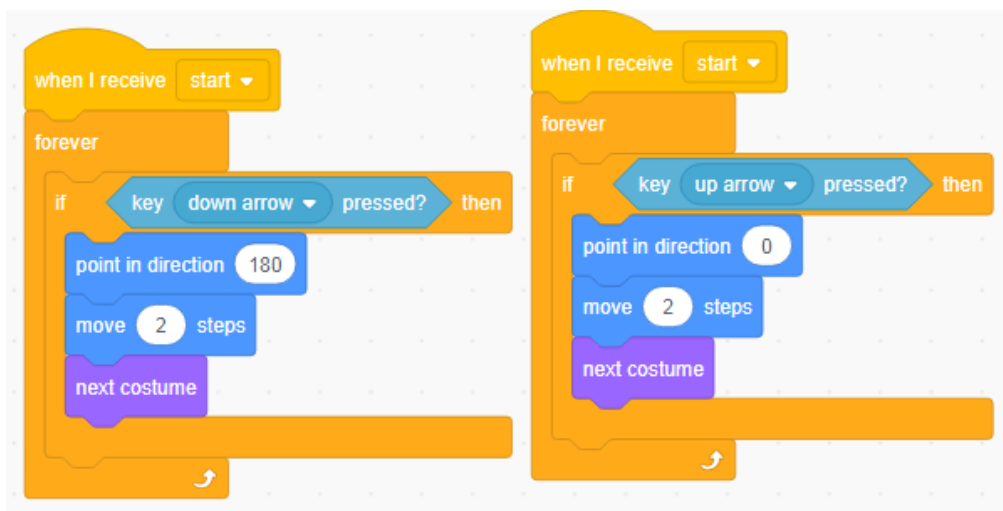 when I receive start
forever
if key down arrow pressed? then
point in direction 180
move 2 steps
next costume
when I receive start
forever
if key up arrow pressed? then
point in direction 0
move 2 steps
next costume